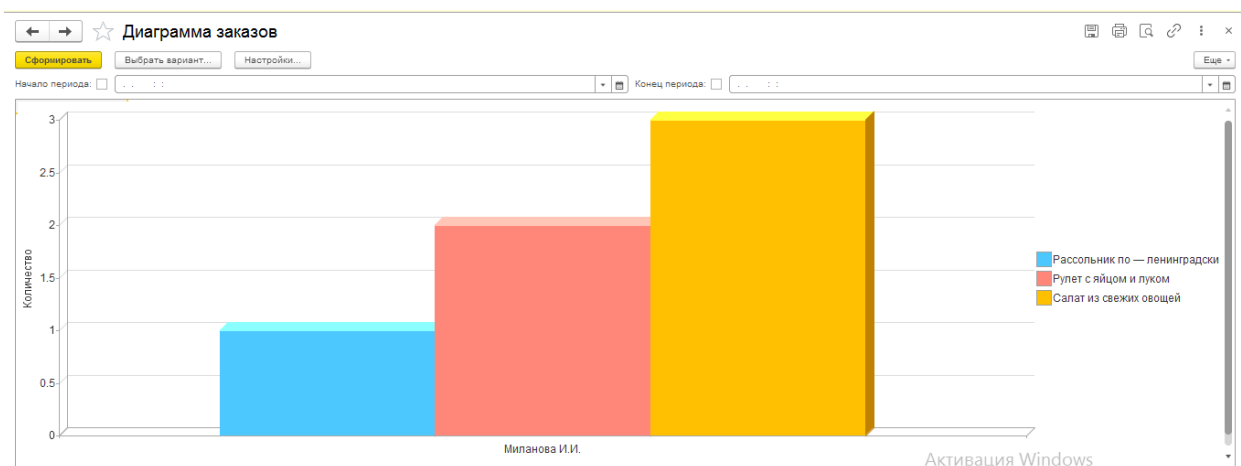 Диаграмма заказов
Сформировать Выбрать вариант... Настройки... Еще
Начало периода: . . : : Конец периода: . . : :
3
2.5
2
1.5
1
0.5
0
Количество
Миланова И.И.
Рассольник по — ленинградски
Рулет с яйцом и луком
Салат из свежих овощей
Активация Windows